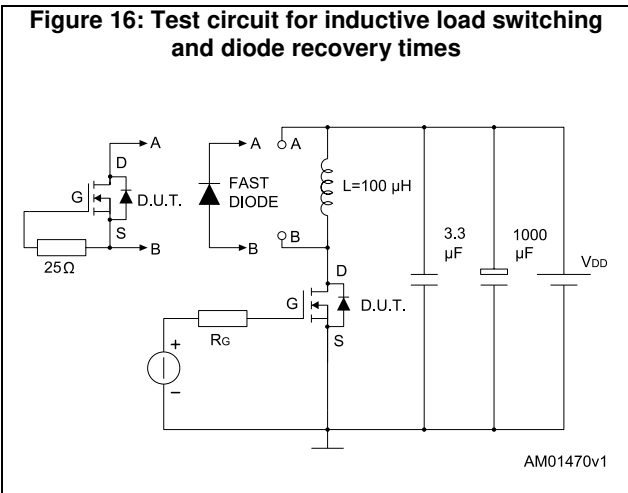 Figure 16: Test circuit for inductive load switching
and diode recovery times
A
D
G
D.U.T.
S
B
25Ω
A
FAST
DIODE
B
A
L=100 µH
B
D
G
D.U.T.
S
RG
+
–
3.3
µF
1000
µF
VDD
AM01470v1